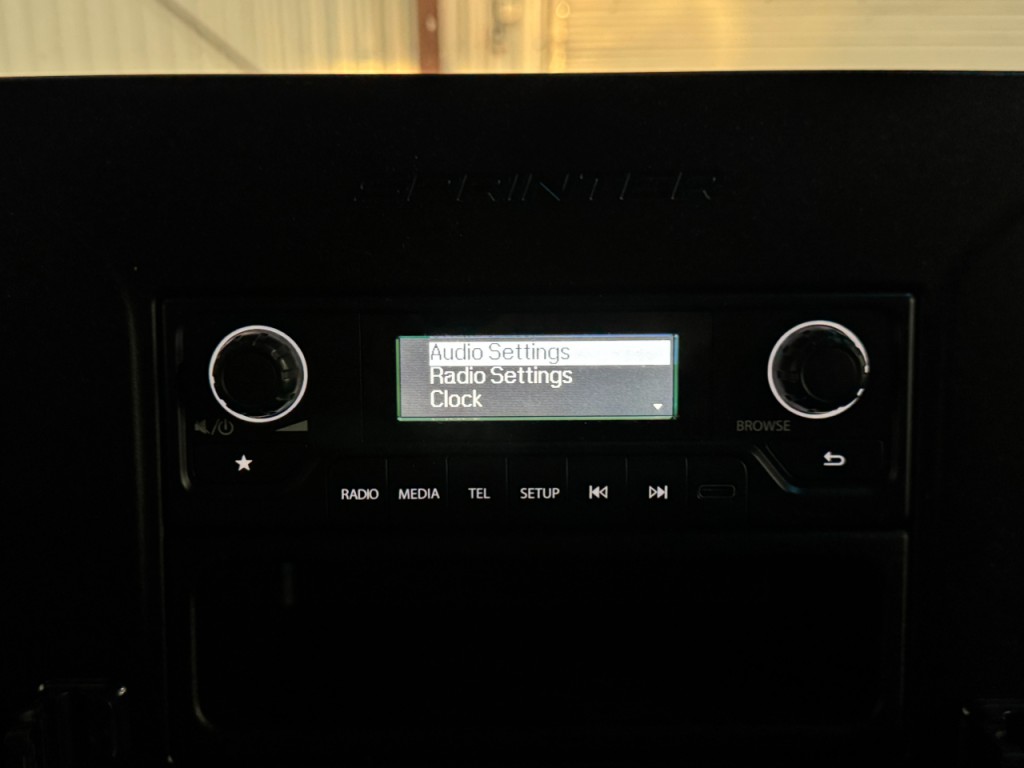 SPRINTER
Audio Settings
Radio Settings
Clock
BROWSE
RADIO MEDIA TEL SETUP